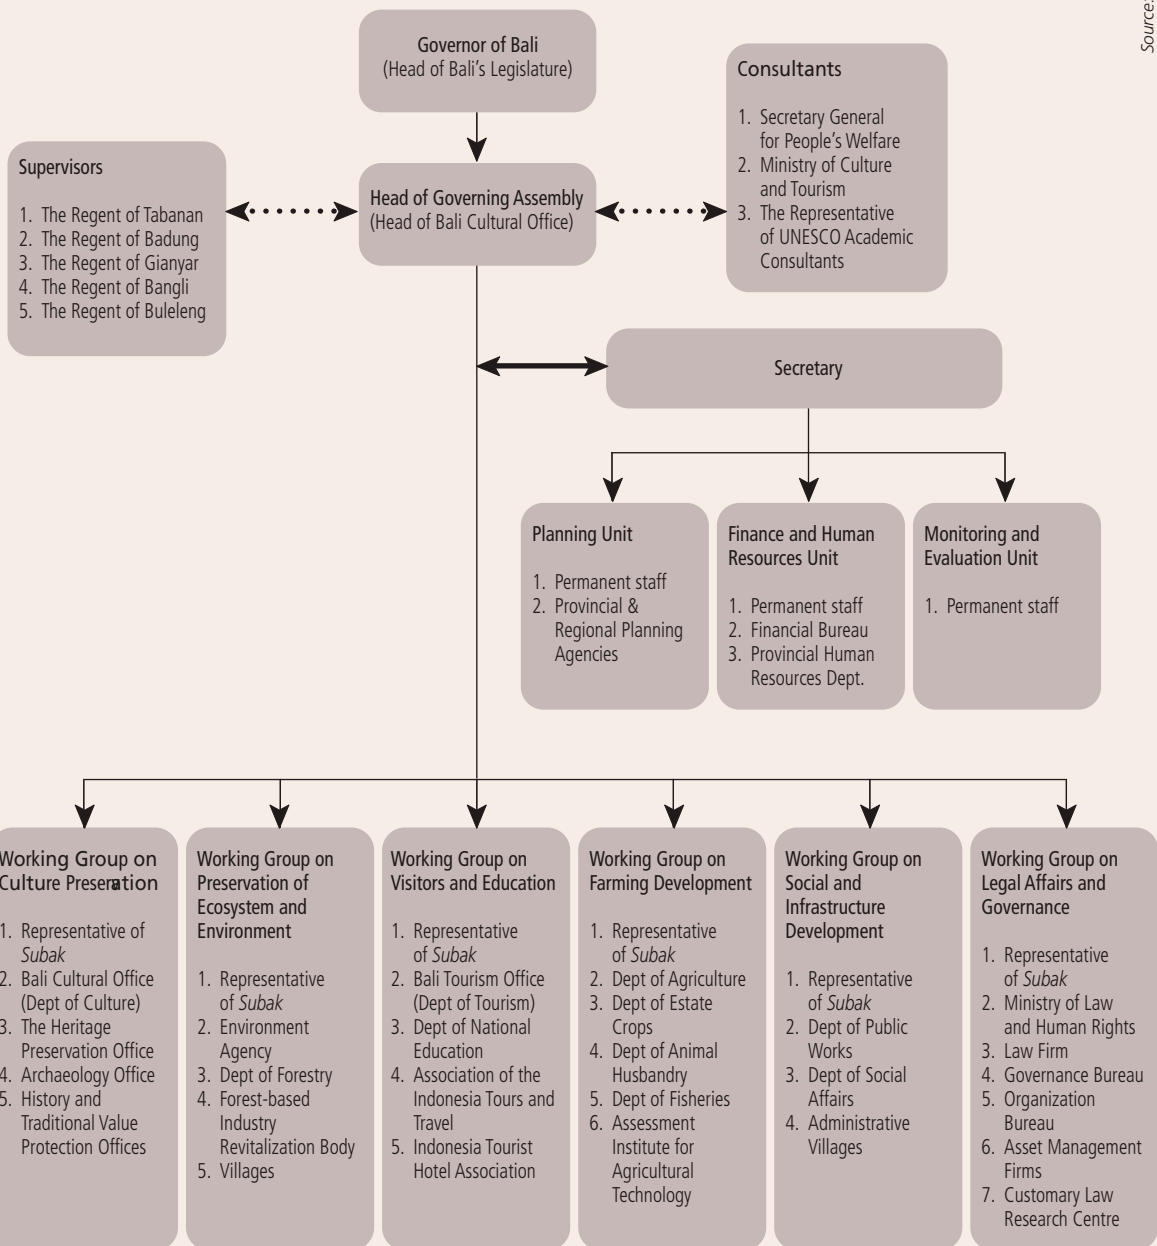 Source:
Governor of Bali
(Head of Bali's Legislature)
Consultants
1. Secretary General
for People's Welfare
2. Ministry of Culture
and Tourism
3. The Representative
of UNESCO Academic
Consultants
Supervisors
1. The Regent of Tabanan
2. The Regent of Badung
3. The Regent of Gianyar
4. The Regent of Bangli
5. The Regent of Buleleng
Head of Governing Assembly
(Head of Bali Cultural Office)
Secretary
Planning Unit
1. Permanent staff
2. Provincial &
Regional Planning
Agencies
Finance and Human
Resources Unit
1. Permanent staff
2. Financial Bureau
3. Provincial Human
Resources Dept.
Monitoring and
Evaluation Unit
1. Permanent staff
Working Group on
Culture Preservation
1. Representative of
Subak
2. Bali Cultural Office
(Dept of Culture)
3. The Heritage
Preservation Office
4. Archaeology Office
5. History and
Traditional Value
Protection Offices
Working Group on
Preservation of
Ecosystem and
Environment
1. Representative
of Subak
2. Environment
Agency
3. Dept of Forestry
4. Forest-based
Industry
Revitalization Body
5. Villages
Working Group on
Visitors and Education
1. Representative
of Subak
2. Bali Tourism Office
(Dept of Tourism)
3. Dept of National
Education
4. Association of the
Indonesia Tours and
Travel
5. Indonesia Tourist
Hotel Association
Working Group on
Farming Development
1. Representative
of Subak
2. Dept of Agriculture
3. Dept of Estate
Crops
4. Dept of Animal
Husbandry
5. Dept of Fisheries
6. Assessment
Institute for
Agricultural
Technology
Working Group on
Social and
Infrastructure
Development
1. Representative
of Subak
2. Dept of Public
Works
3. Dept of Social
Affairs
4. Administrative
Villages
Working Group on
Legal Affairs and
Governance
1. Representative
of Subak
2. Ministry of Law
and Human Rights
3. Law Firm
4. Governance Bureau
5. Organization
Bureau
6. Asset Management
Firms
7. Customary Law
Research Centre